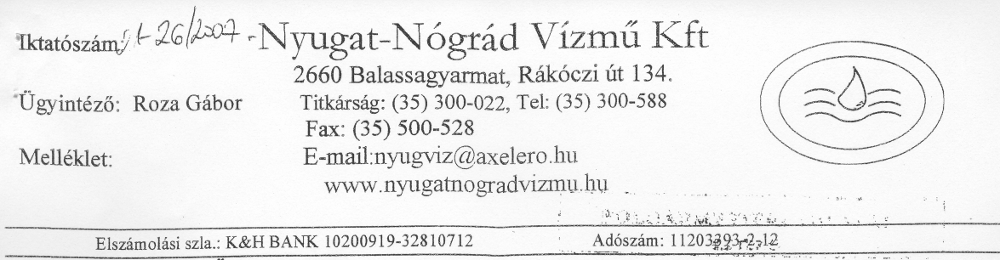 Iktatószám: t-26/2007. Nyugat-Nógrád Vízmű Kft
2660 Balassagyarmat, Rákóczi út 134.
Ügyintéző: Roza Gábor Titkárság: (35) 300-022, Tel: (35) 300-588
Fax: (35) 500-528
Melléklet: E-mail:nyugviz@axelero.hu
www.nyugatnogradvizmu.hu
Elszámolási szla.: K&H BANK 10200919-32810712 Adószám: 11203393-2-12